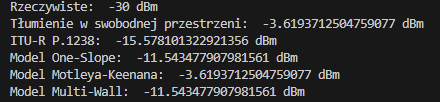 Rzeczywiste:  -30 dBm
Tłumienie w swobodnej przestrzeni:  -3.6193712504759077 dBm
ITU-R P.1238:  -15.578101322921356 dBm
Model One-Slope:  -11.543477907981561 dBm
Model Motleya-Keenana:  -3.6193712504759077 dBm
Model Multi-Wall:  -11.543477907981561 dBm